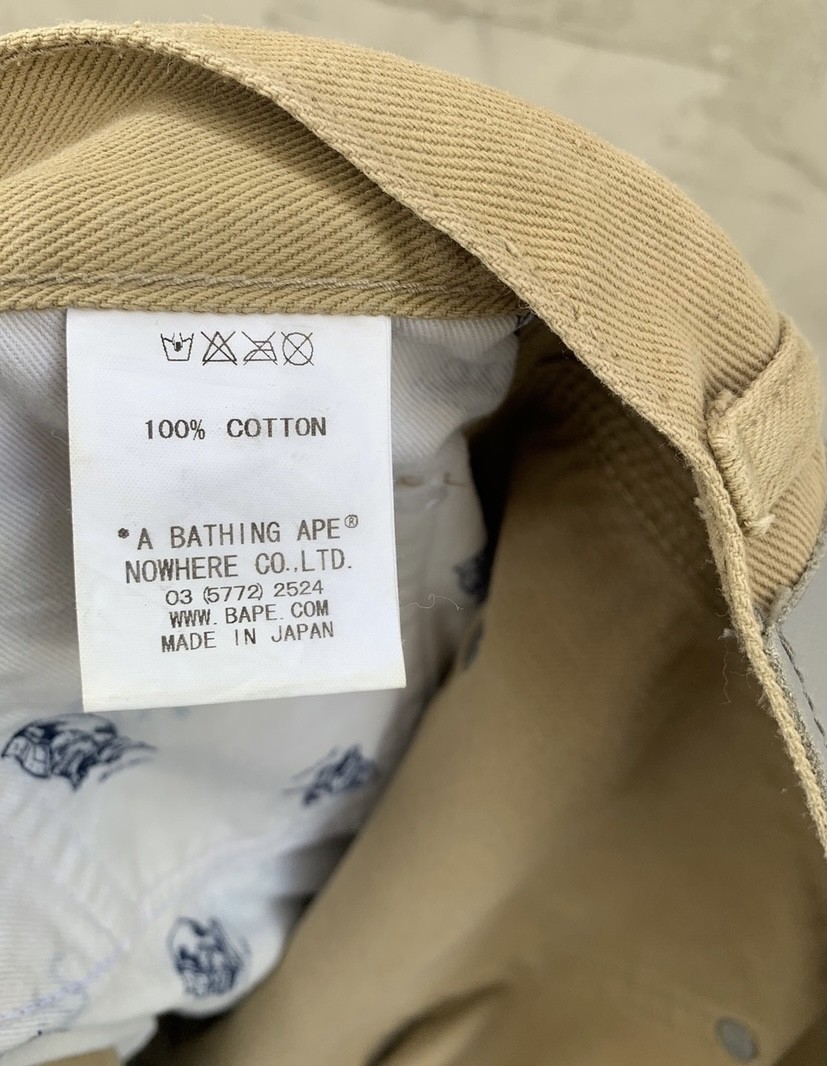 100% COTTON
*A BATHING APE®
NOWHERE CO.,LTD.
03 (5772) 2524
WWW.BAPE.COM
MADE IN JAPAN